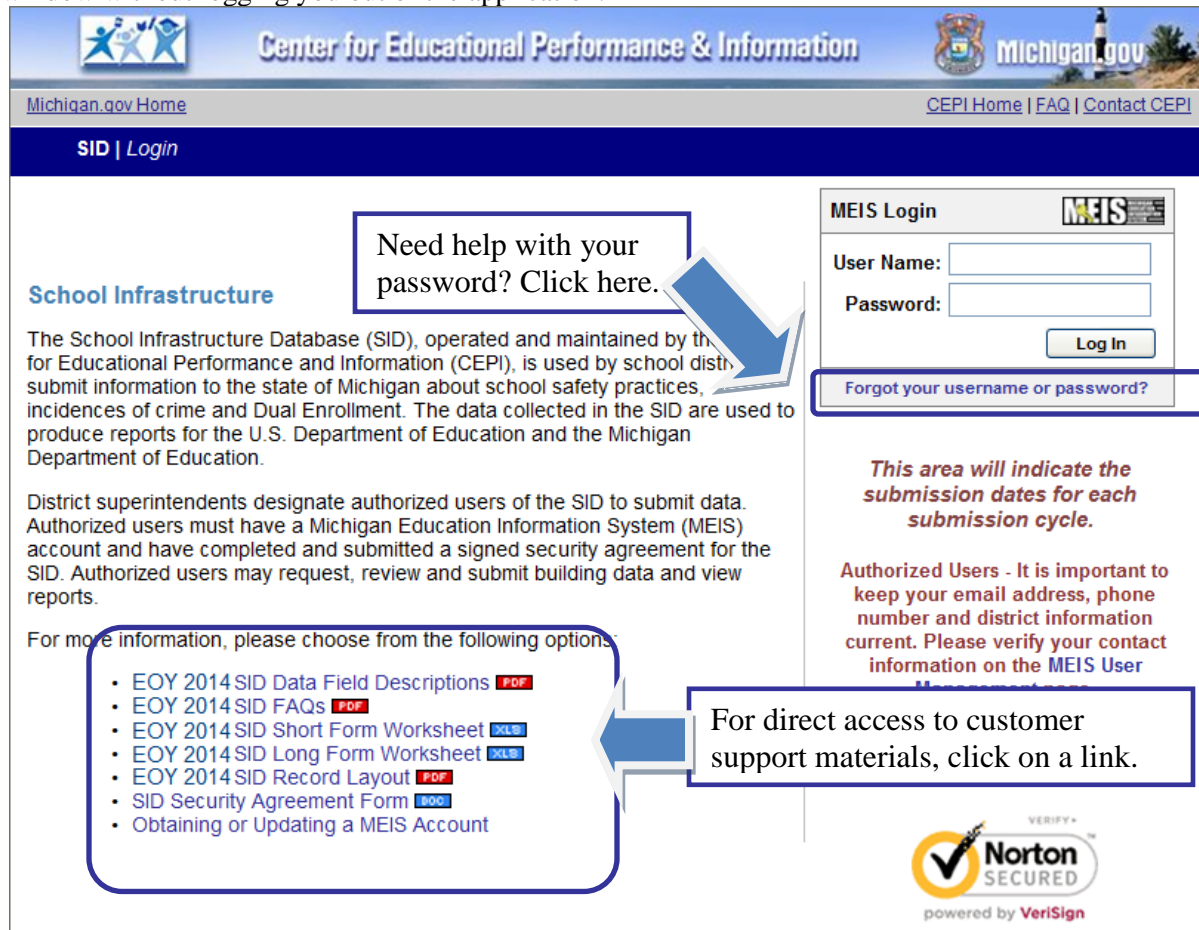 Center for Educational Performance & Information
Michigan.gov
Michigan.gov Home
CEPI Home | FAQ | Contact CEPI
SID | Login
Need help with your
password? Click here.
MEIS Login
MEIS
User Name:
Password:
Log In
Forgot your username or password?
School Infrastructure
The School Infrastructure Database (SID), operated and maintained by th
for Educational Performance and Information (CEPI), is used by school distri
submit information to the state of Michigan about school safety practices,
incidences of crime and Dual Enrollment. The data collected in the SID are used to
produce reports for the U.S. Department of Education and the Michigan
Department of Education.
District superintendents designate authorized users of the SID to submit data.
Authorized users must have a Michigan Education Information System (MEIS)
account and have completed and submitted a signed security agreement for the
SID. Authorized users may request, review and submit building data and view
reports.
For more information, please choose from the following options:
• EOY 2014 SID Data Field Descriptions PDF
• EOY 2014 SID FAQs PDF
• EOY 2014 SID Short Form Worksheet XLS
• EOY 2014 SID Long Form Worksheet XLS
• EOY 2014 SID Record Layout PDF
• SID Security Agreement Form DOC
• Obtaining or Updating a MEIS Account
This area will indicate the
submission dates for each
submission cycle.
Authorized Users - It is important to
keep your email address, phone
number and district information
current. Please verify your contact
information on the MEIS User
Management page
For direct access to customer
support materials, click on a link.
VERIFY
Norton
SECURED
powered by VeriSign